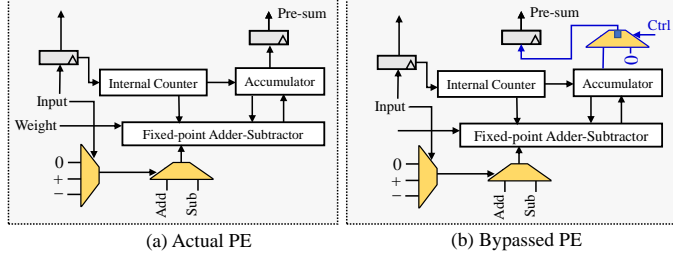 Pre-sum
Internal Counter
Accumulator
Input
Weight
Fixed-point Adder-Subtractor
0
+
−
Add
Sub
(a) Actual PE
Pre-sum
Ctrl
0
Internal Counter
Accumulator
Input
Fixed-point Adder-Subtractor
0
+
−
Add
Sub
(b) Bypassed PE